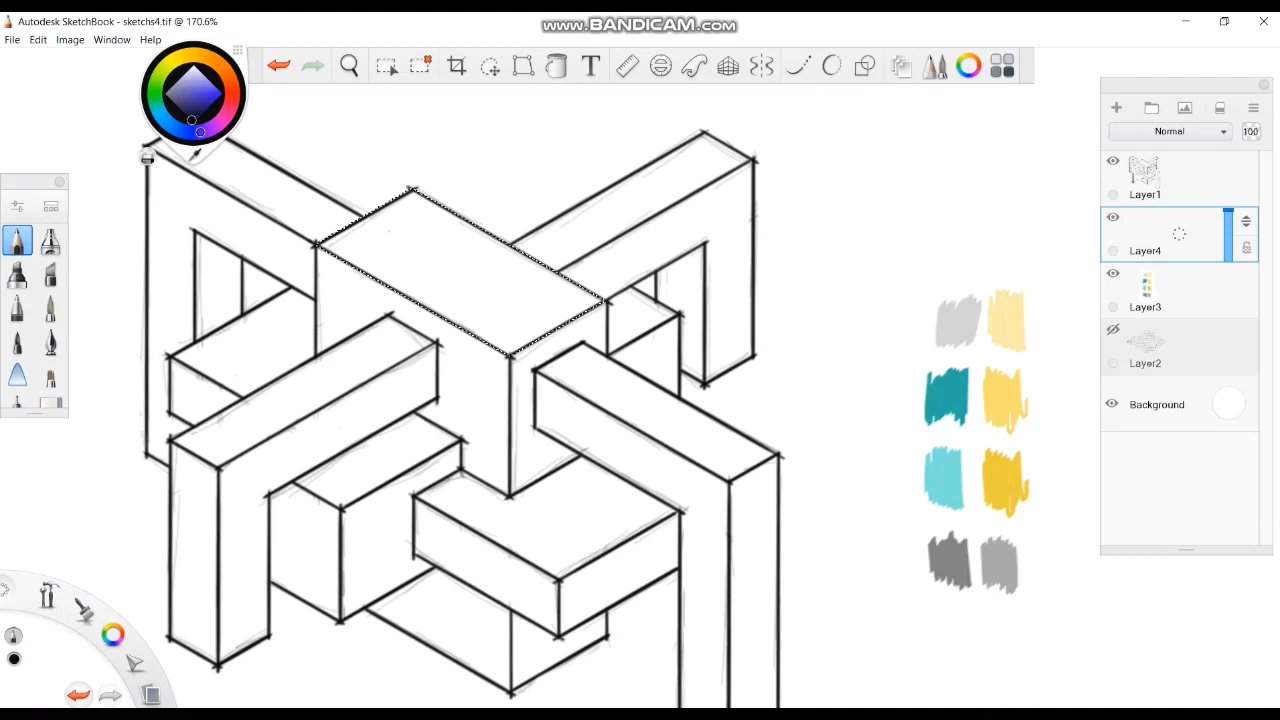 Autodesk SketchBook - sketchs4.tif @ 170.6%
www.BANDICAM.com
File Edit Image Window Help
T
Normal 100
Layer1
Layer4
Layer3
Layer2
Background